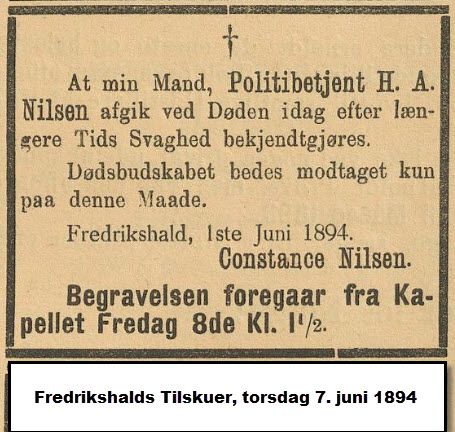 †
At min Mand, Politibetjent H. A.
Nilsen afgik ved Døden idag efter læn-
gere Tids Svaghed bekjendtgjøres.
Dødsbudskabet bedes modtaget kun
paa denne Maade.
Fredrikshald, 1ste Juni 1894.
Constance Nilsen.
Begravelsen foregaar fra Ka-
pellet Fredag 8de Kl. 1½.
Fredrikshalds Tilskuer, torsdag 7. juni 1894